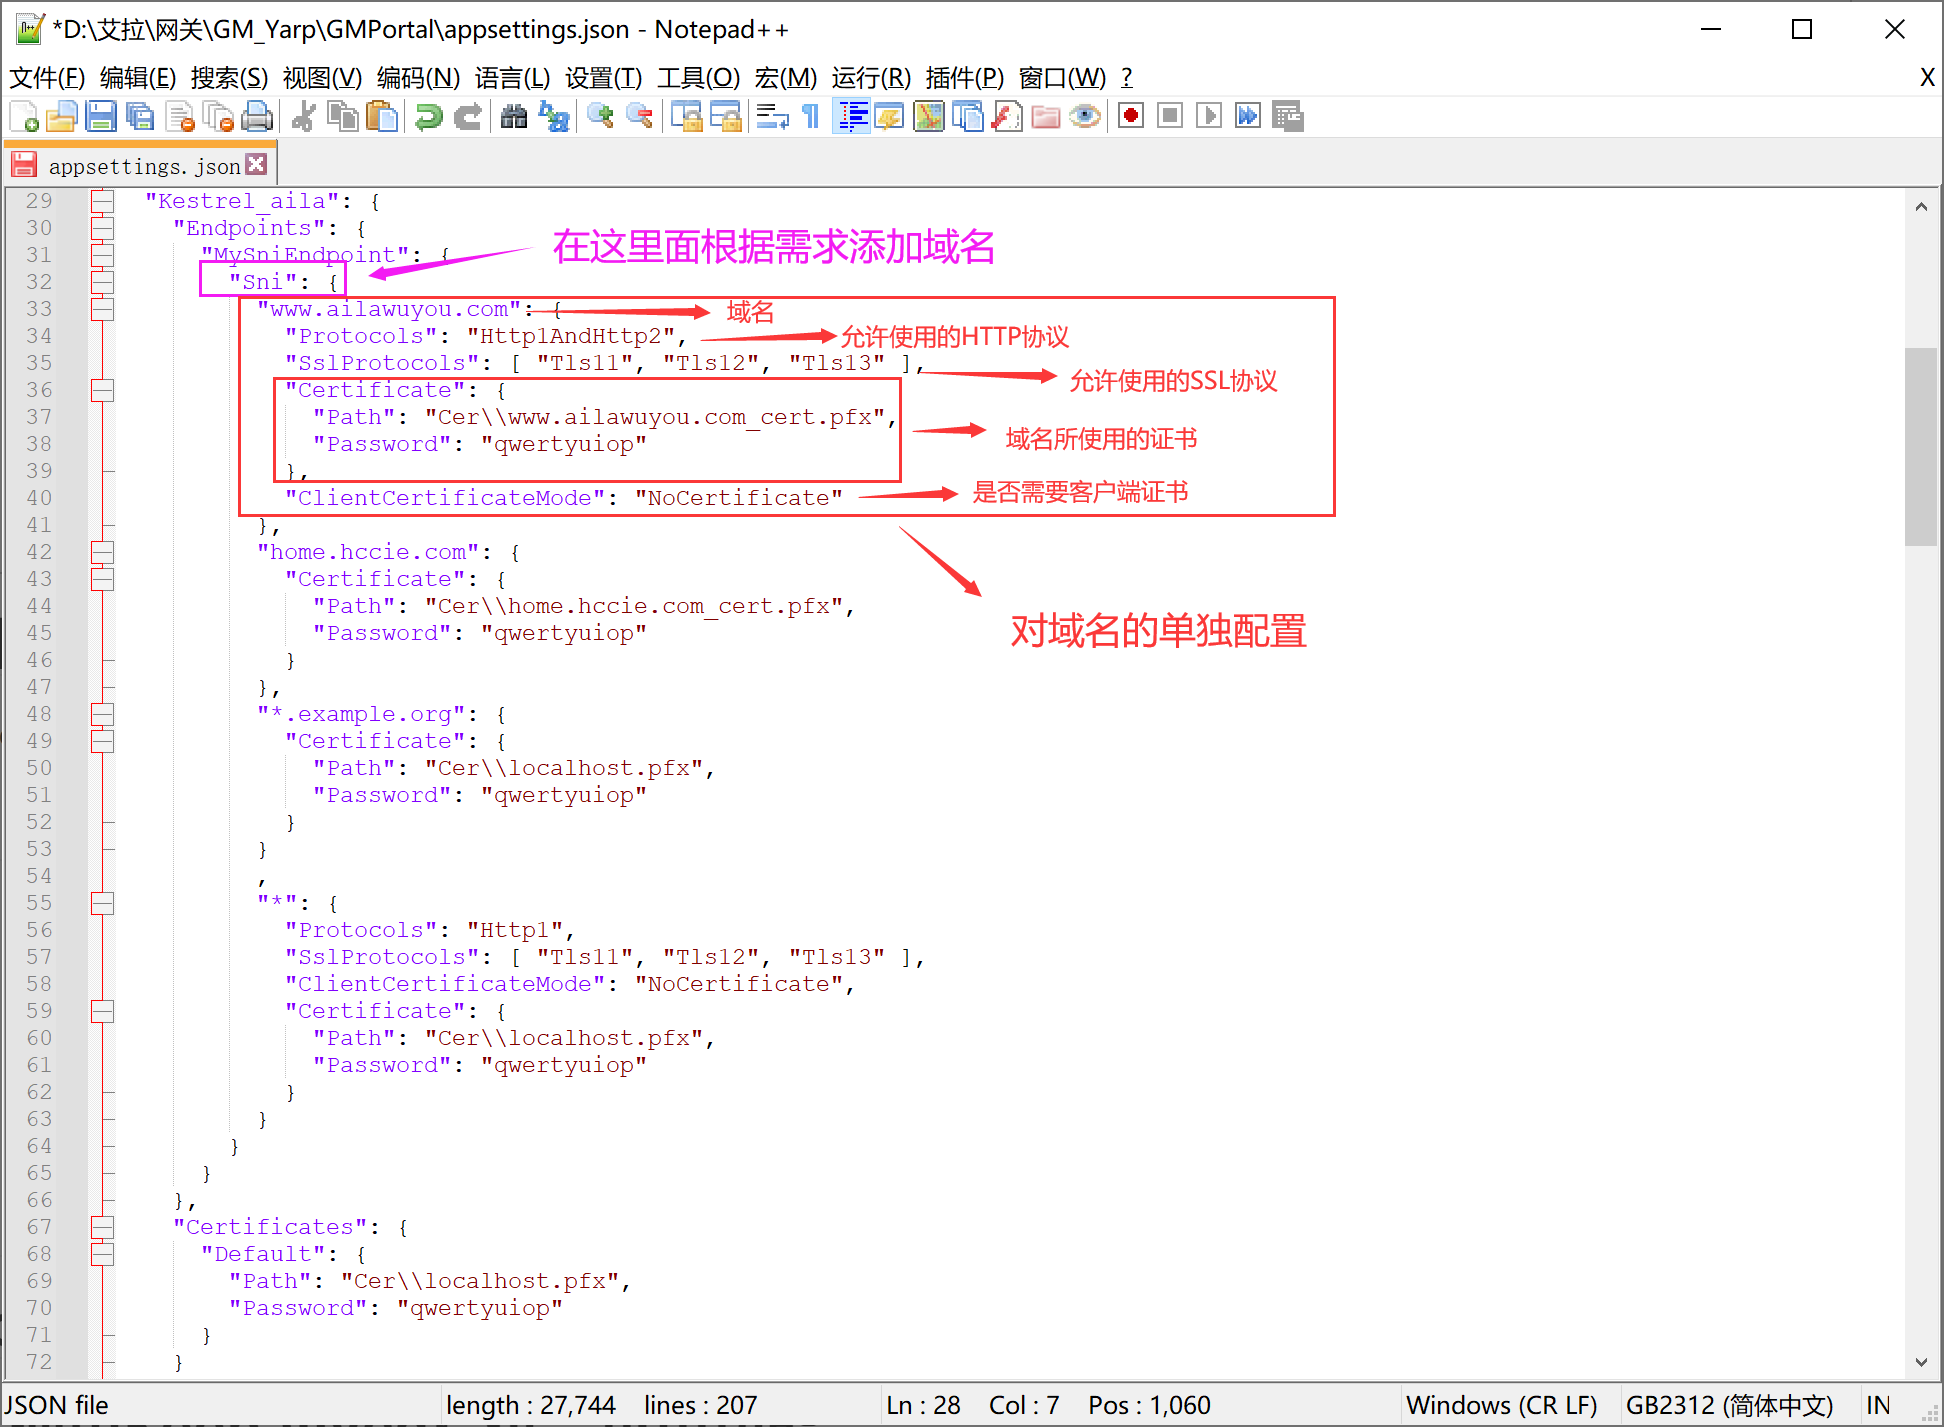 *D:\艾拉\网关\GM_Yarp\GMPortal\appsettings.json - Notepad++
文件(F) 编辑(E) 搜索(S) 视图(V) 编码(N) 语言(L) 设置(T) 工具(O) 宏(M) 运行(R) 插件(P) 窗口(W) ? X
appsettings.json
29 "Kestrel_aila": {
30 "Endpoints": {
31 "MySniEndpoint": {
在这里面根据需求添加域名
32 "Sni": {
33 "www.ailawuyou.com": { 域名
34 "Protocols": "Http1AndHttp2", 允许使用的HTTP协议
35 "SslProtocols": [ "Tls11", "Tls12", "Tls13" ], 允许使用的SSL协议
36 "Certificate": {
37 "Path": "Cer\\www.ailawuyou.com_cert.pfx", 域名所使用的证书
38 "Password": "qwertyuiop"
39 },
40 "ClientCertificateMode": "NoCertificate" 是否需要客户端证书
41 },
42 "home.hccie.com": {
43 "Certificate": {
44 "Path": "Cer\\home.hccie.com_cert.pfx",
45 "Password": "qwertyuiop" 对域名的单独配置
46 }
47 },
48 "*.example.org": {
49 "Certificate": {
50 "Path": "Cer\\localhost.pfx",
51 "Password": "qwertyuiop"
52 }
53 }
54 ,
55 "*": {
56 "Protocols": "Http1",
57 "SslProtocols": [ "Tls11", "Tls12", "Tls13" ],
58 "ClientCertificateMode": "NoCertificate",
59 "Certificate": {
60 "Path": "Cer\\localhost.pfx",
61 "Password": "qwertyuiop"
62 }
63 }
64 }
65 }
66 },
67 "Certificates": {
68 "Default": {
69 "Path": "Cer\\localhost.pfx",
70 "Password": "qwertyuiop"
71 }
72 }
JSON file length : 27,744 lines : 207 Ln : 28 Col : 7 Pos : 1,060 Windows (CR LF) GB2312 (简体中文) IN